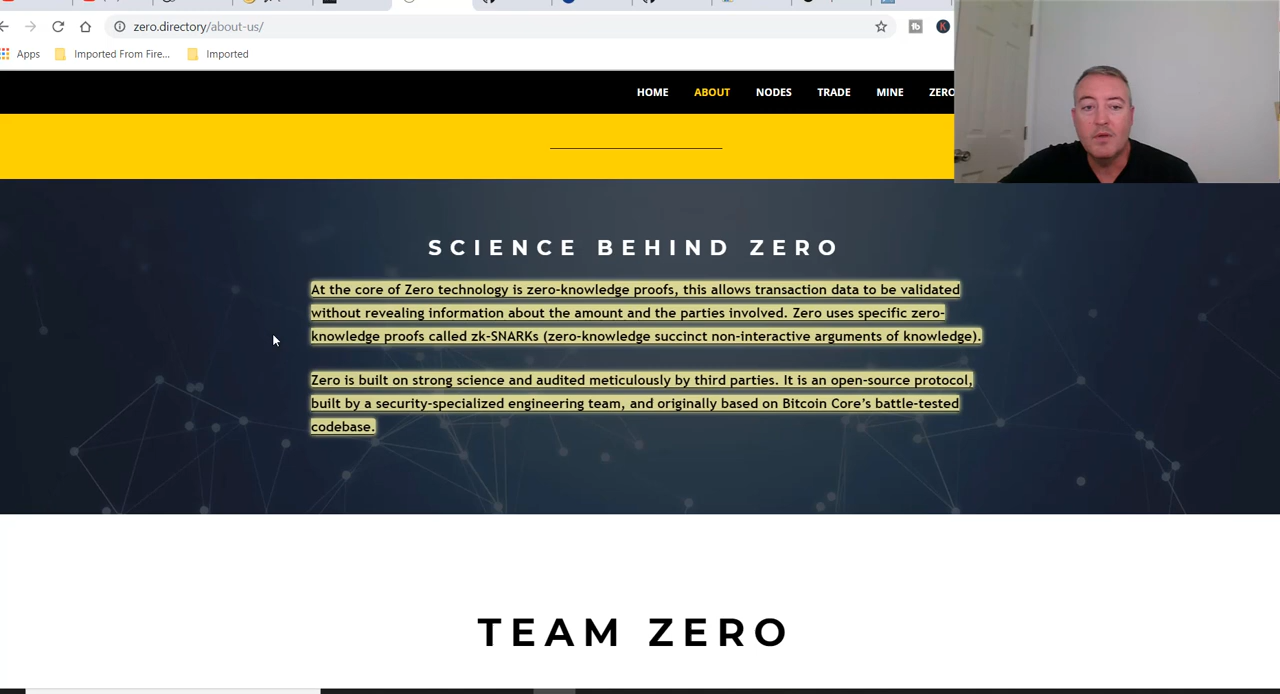 zero.directory/about-us/
Apps Imported From Fire... Imported
HOME ABOUT NODES TRADE MINE ZERO
SCIENCE BEHIND ZERO
At the core of Zero technology is zero-knowledge proofs, this allows transaction data to be validated
without revealing information about the amount and the parties involved. Zero uses specific zero-
knowledge proofs called zk-SNARKs (zero-knowledge succinct non-interactive arguments of knowledge).
Zero is built on strong science and audited meticulously by third parties. It is an open-source protocol,
built by a security-specialized engineering team, and originally based on Bitcoin Core's battle-tested
codebase.
TEAM ZERO